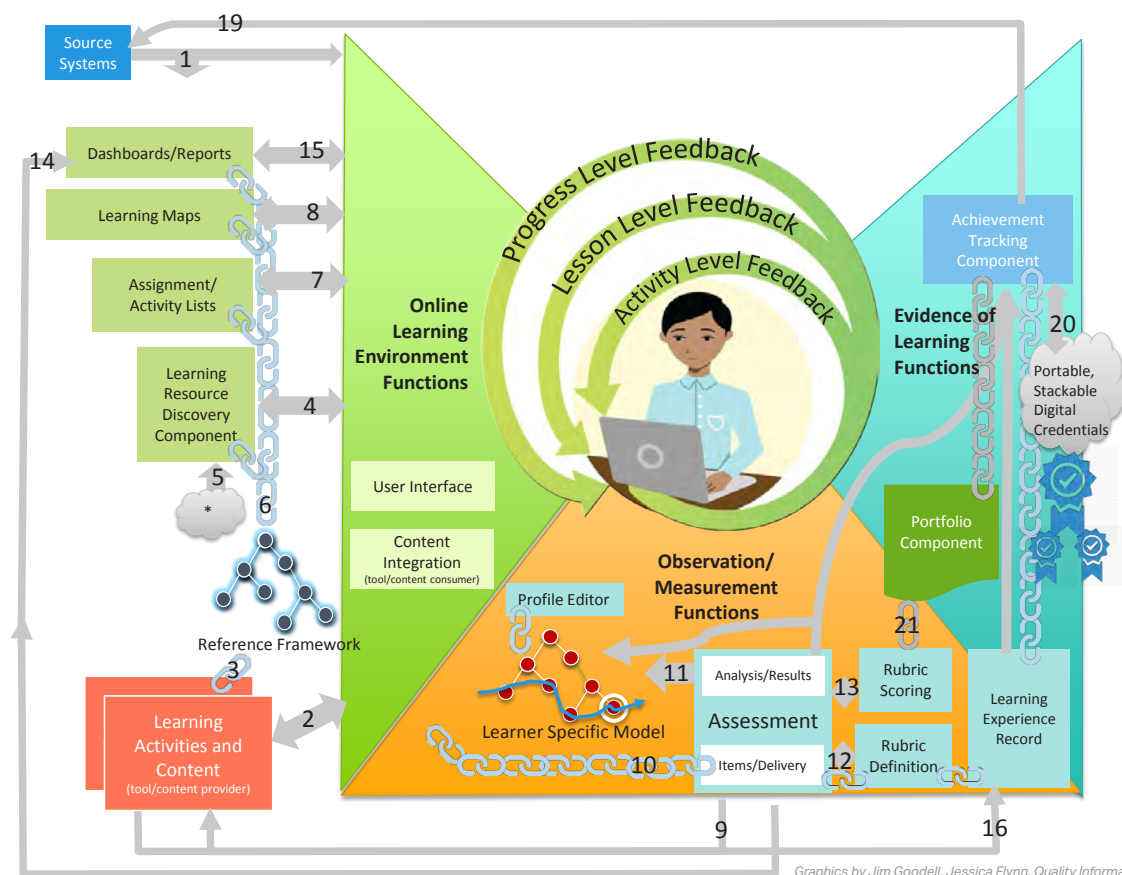 19
Source
Systems
1
14
Dashboards/Reports
15
Learning Maps
8
Assignment/
Activity Lists
7
Learning
Resource
Discovery
Component
4
5
*
6
Reference Framework
3
Learning
Activities and
Content
(tool/content provider)
2
Online
Learning
Environment
Functions
User Interface
Content
Integration
(tool/content consumer)
Progress Level Feedback
Lesson Level Feedback
Activity Level Feedback
Observation/
Measurement
Functions
Profile Editor
Learner Specific Model
11
10
Analysis/Results
Assessment
Items/Delivery
13
12
9
Rubric
Scoring
Rubric
Definition
21
Learning
Experience
Record
16
Portfolio
Component
Evidence of
Learning
Functions
Achievement
Tracking
Component
20
Portable,
Stackable
Digital
Credentials
Graphics by Jim Goodell, Jessica Flynn, Quality Informa